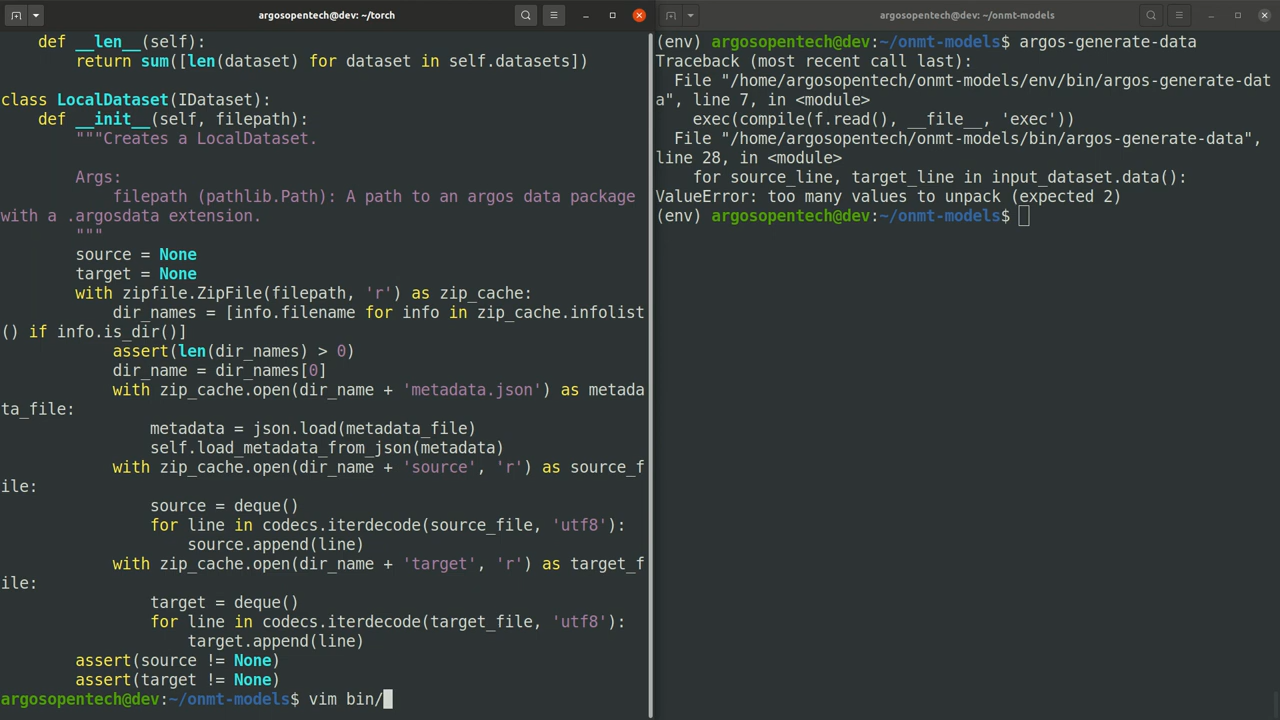 argosopentech@dev: ~/torch
def __len__(self):
return sum([len(dataset) for dataset in self.datasets])
class LocalDataset(IDataset):
def __init__(self, filepath):
"""Creates a LocalDataset.
Args:
filepath (pathlib.Path): A path to an argos data package
with a .argosdata extension.
"""
source = None
target = None
with zipfile.ZipFile(filepath, 'r') as zip_cache:
dir_names = [info.filename for info in zip_cache.infolist
() if info.is_dir()]
assert(len(dir_names) > 0)
dir_name = dir_names[0]
with zip_cache.open(dir_name + 'metadata.json') as metada
ta_file:
metadata = json.load(metadata_file)
self.load_metadata_from_json(metadata)
with zip_cache.open(dir_name + 'source', 'r') as source_f
ile:
source = deque()
for line in codecs.iterdecode(source_file, 'utf8'):
source.append(line)
with zip_cache.open(dir_name + 'target', 'r') as target_f
ile:
target = deque()
for line in codecs.iterdecode(target_file, 'utf8'):
target.append(line)
assert(source != None)
assert(target != None)
argosopentech@dev:~/onmt-models$ vim bin/
argosopentech@dev: ~/onmt-models
(env) argosopentech@dev:~/onmt-models$ argos-generate-data
Traceback (most recent call last):
File "/home/argosopentech/onmt-models/env/bin/argos-generate-dat
a", line 7, in <module>
exec(compile(f.read(), __file__, 'exec'))
File "/home/argosopentech/onmt-models/bin/argos-generate-data",
line 28, in <module>
for source_line, target_line in input_dataset.data():
ValueError: too many values to unpack (expected 2)
(env) argosopentech@dev:~/onmt-models$